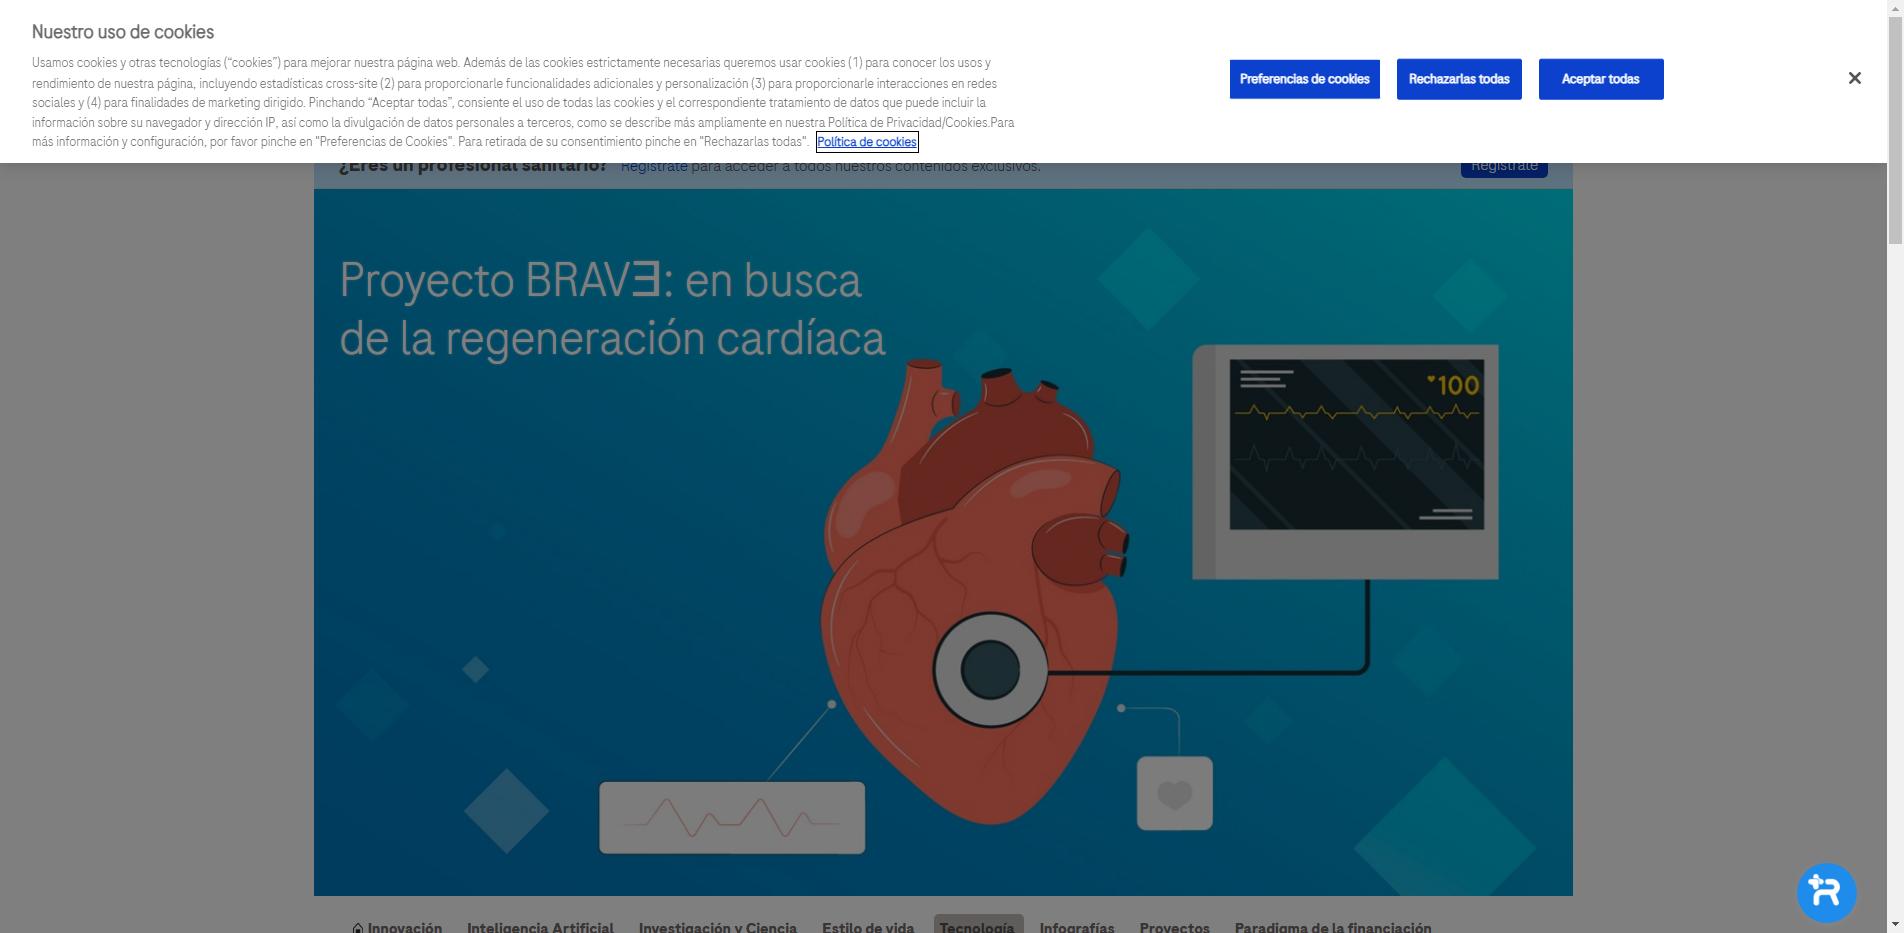 Nuestro uso de cookies
Usamos cookies y otras tecnologías (“cookies”) para mejorar nuestra página web. Además de las cookies estrictamente necesarias queremos usar cookies (1) para conocer los usos y
rendimiento de nuestra página, incluyendo estadísticas cross-site (2) para proporcionarle funcionalidades adicionales y personalización (3) para proporcionarle interacciones en redes
sociales y (4) para finalidades de marketing dirigido. Pinchando “Aceptar todas”, consiente el uso de todas las cookies y el correspondiente tratamiento de datos que puede incluir la
información sobre su navegador y dirección IP, así como la divulgación de datos personales a terceros, como se describe más ampliamente en nuestra Política de Privacidad/Cookies.Para
más información y configuración, por favor pinche en "Preferencias de Cookies". Para retirada de su consentimiento pinche en "Rechazarlas todas". Política de cookies
Preferencias de cookies
Rechazarlas todas
Aceptar todas
¿Eres un profesional sanitario? Regístrate para acceder a todos nuestros contenidos exclusivos.
Regístrate
Proyecto BRAVƎ: en busca
de la regeneración cardíaca
100
Innovación Inteligencia Artificial Investigación y Ciencia Estilo de vida Tecnología Infografías Proyectos Paradigma de la financiación
R